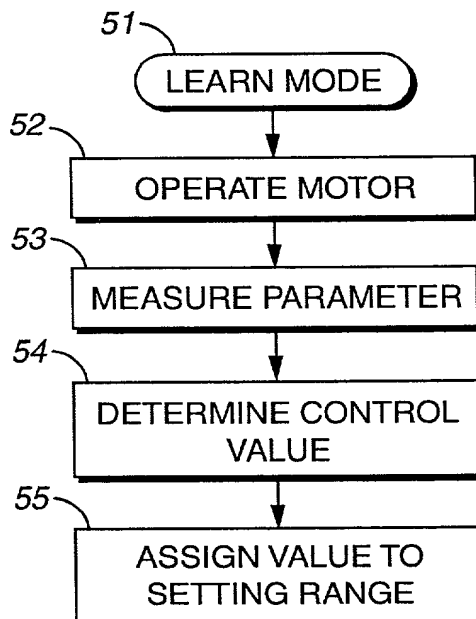 51
LEARN MODE
52
OPERATE MOTOR
53
MEASURE PARAMETER
54
DETERMINE CONTROL
VALUE
55
ASSIGN VALUE TO
SETTING RANGE